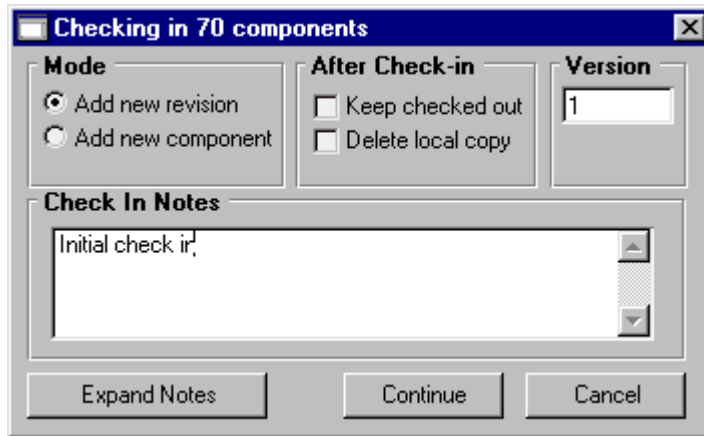 Checking in 70 components
Mode
Add new revision
Add new component
After Check-in
Keep checked out
Delete local copy
Version
1
Check In Notes
Initial check in
Expand Notes
Continue
Cancel